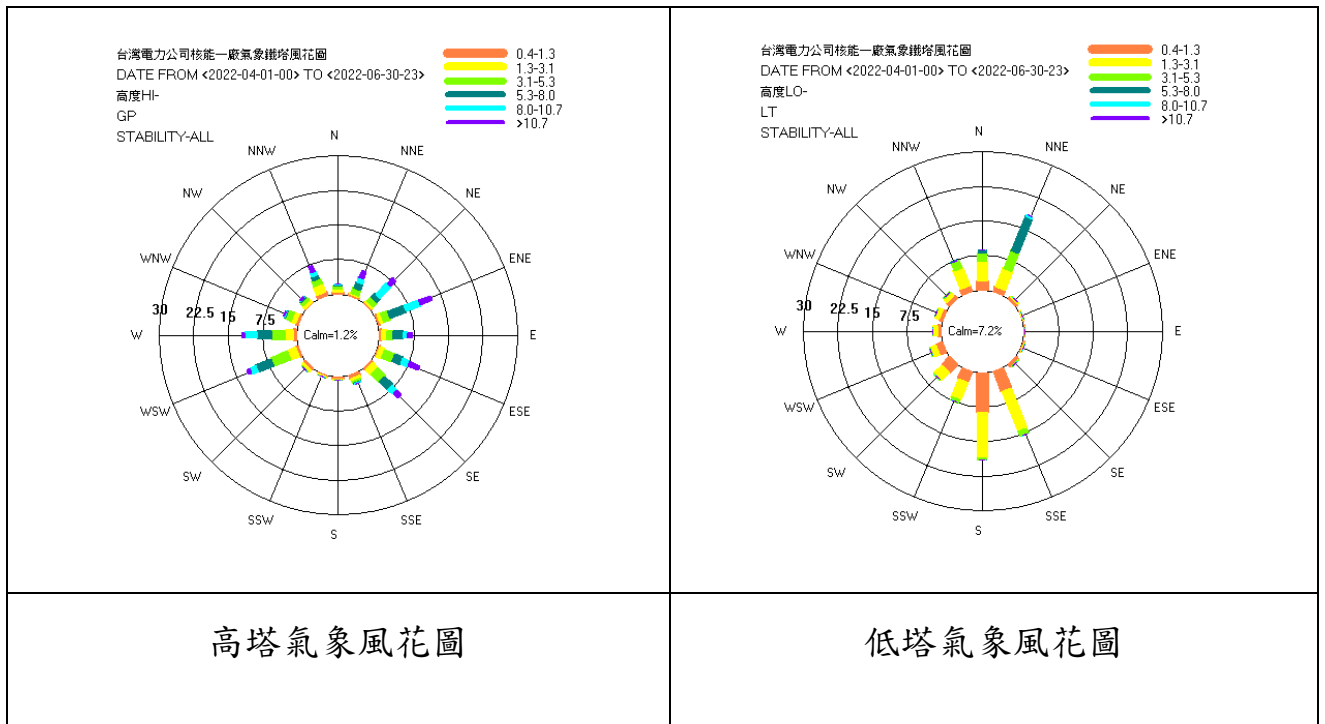 台灣電力公司核能一廠氣象鐵塔風花圖
DATE FROM <2022-04-01-00> TO <2022-06-30-23>
高度HI-
GP
STABILITY-ALL
0.4-1.3
1.3-3.1
3.1-5.3
5.3-8.0
8.0-10.7
>10.7
N
NNW
NNE
NW
NE
WNW
ENE
30 22.5 15 7.5
W
Calm=1.2%
E
WSW
ESE
SW
SE
SSW
SSE
S
高塔氣象風花圖
台灣電力公司核能一廠氣象鐵塔風花圖
DATE FROM <2022-04-01-00> TO <2022-06-30-23>
高度LO-
LT
STABILITY-ALL
0.4-1.3
1.3-3.1
3.1-5.3
5.3-8.0
8.0-10.7
>10.7
N
NNW
NNE
NW
NE
WNW
ENE
30 22.5 15 7.5
W
Calm=7.2%
E
WSW
ESE
SW
SE
SSW
SSE
S
低塔氣象風花圖